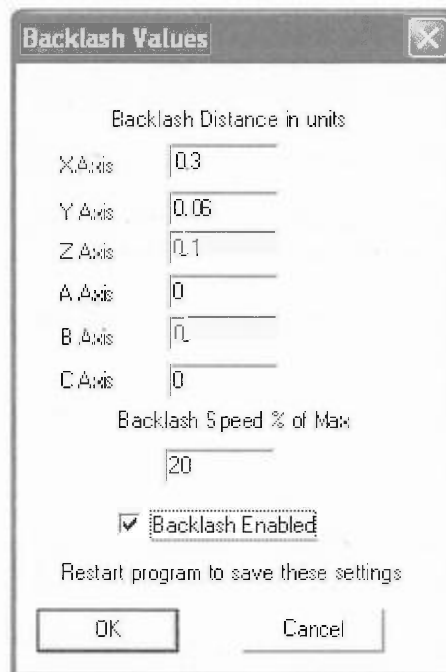 Backlash Values
Backlash Distance in units
X Axis 0.3
Y Axis 0.06
Z Axis 0.1
A Axis 0
B Axis 0
C Axis 0
Backlash Speed % of Max
20
Backlash Enabled
Restart program to save these settings
OK Cancel